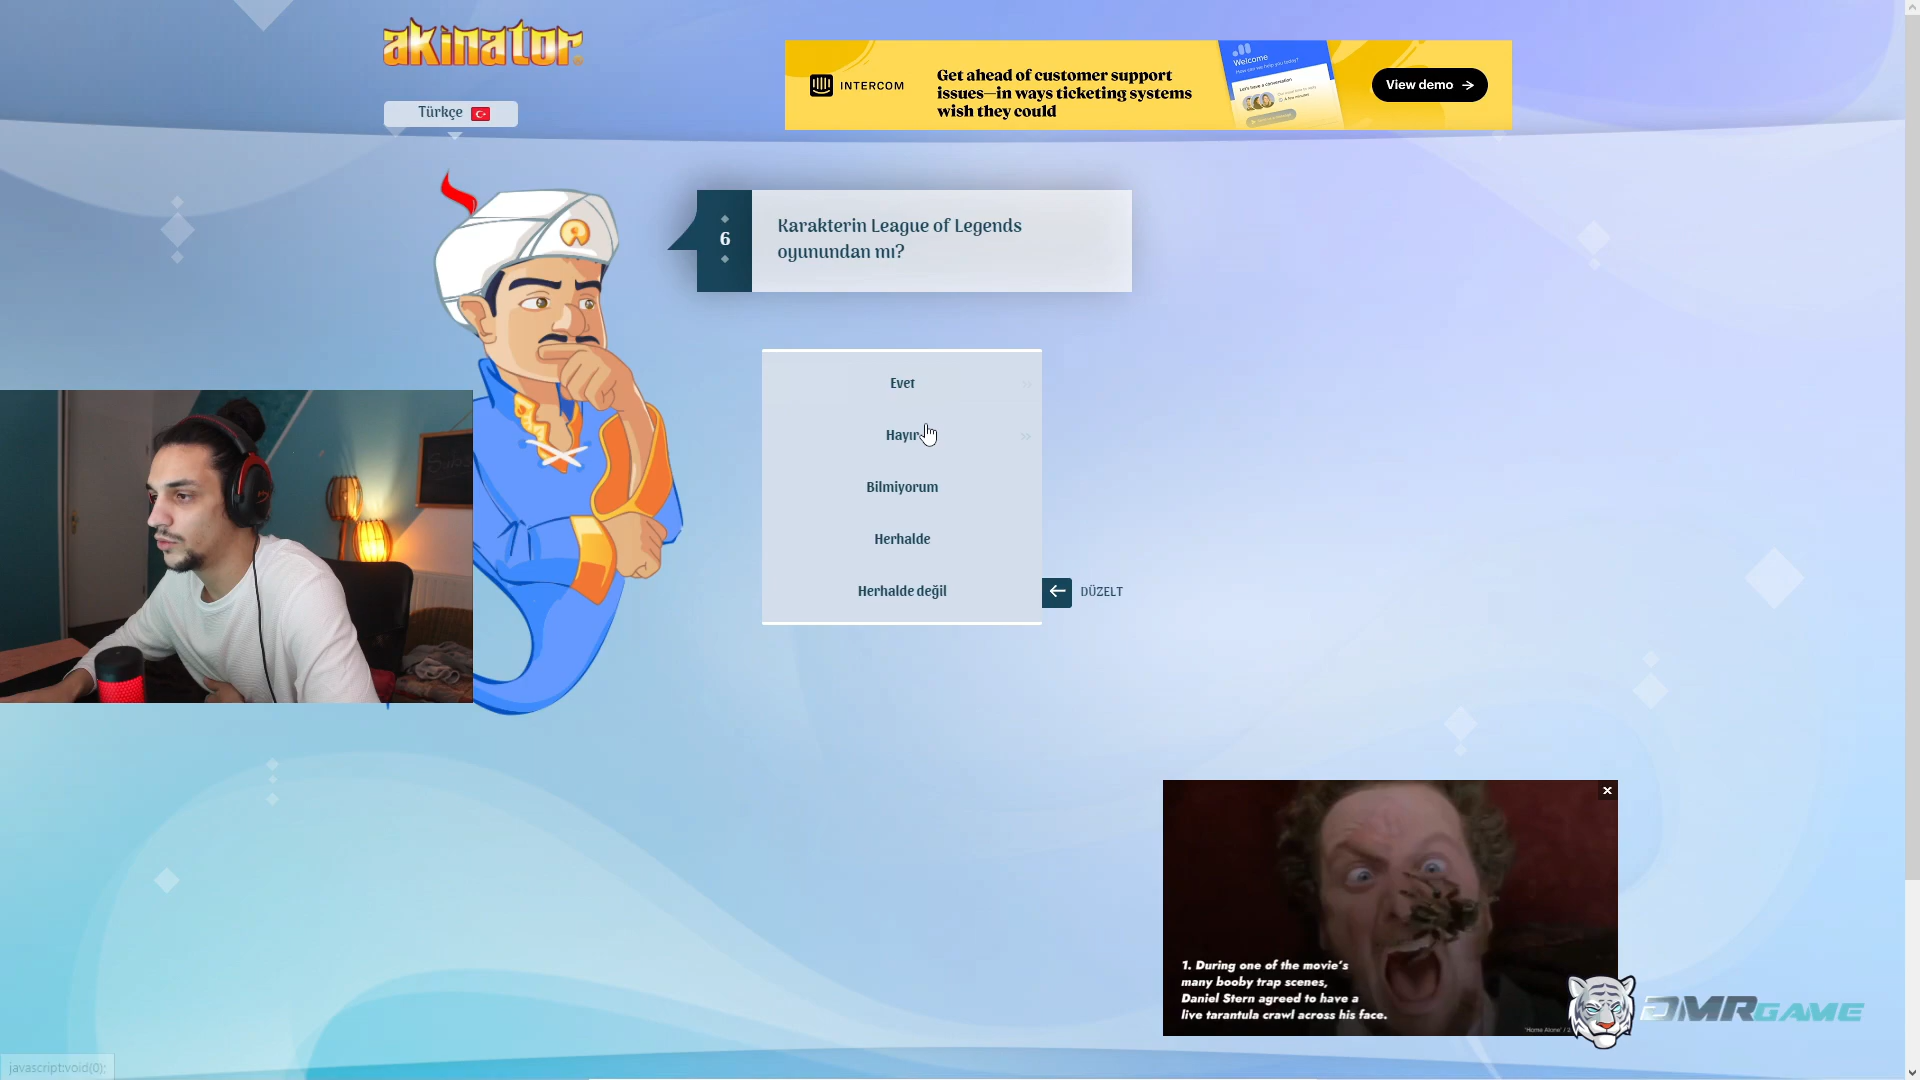 akinator
Türkçe
INTERCOM
Get ahead of customer support
issues—in ways ticketing systems
wish they could
Welcome
View demo →
6
Karakterin League of Legends
oyunundan mı?
Evet
Hayır
Bilmiyorum
Herhalde
Herhalde değil
DÜZELT
1. During one of the movie's
many booby trap scenes,
Daniel Stern agreed to have a
live tarantula crawl across his face.
DMRGAME
javascript:void(0);